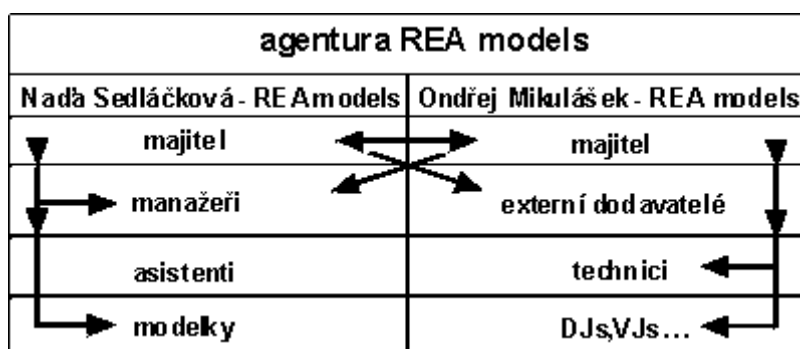 agentura REA models
Naďa Sedláčková - REA models Ondřej Mikulášek - REA models
majitel majitel
manažeři externí dodavatelé
asistenti technici
modelky DJs,VJs...